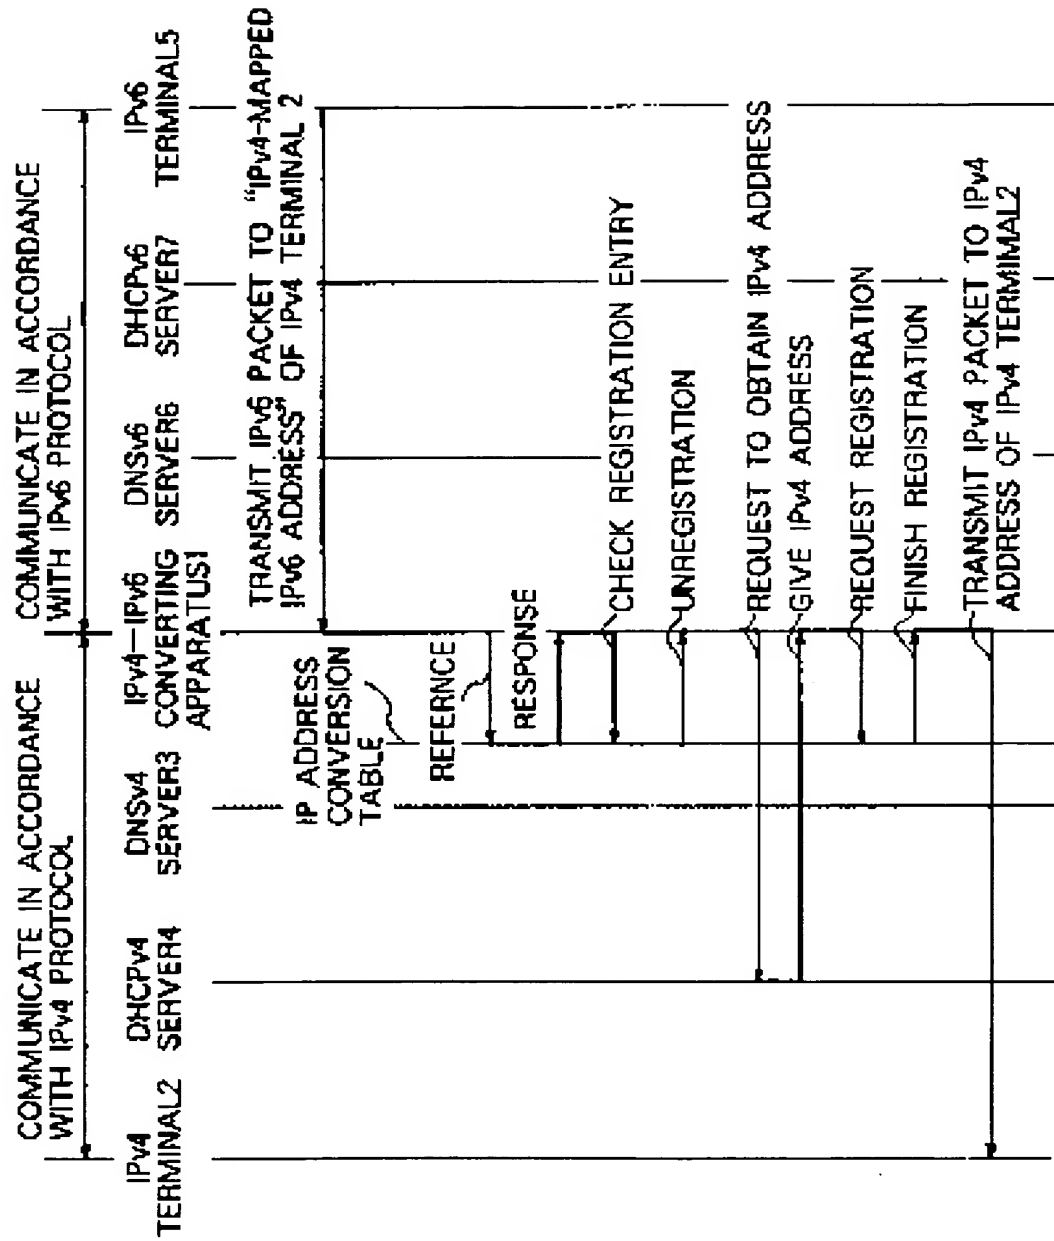 COMMUNICATE IN ACCORDANCE
WITH IPv4 PROTOCOL
COMMUNICATE IN ACCORDANCE
WITH IPv6 PROTOCOL
IPv4
TERMINAL2
DHCPv4
SERVER4
DNSv4
SERVER3
IPv4-IPv6
CONVERTING
APPARATUS1
DNSv6
SERVER6
DHCPv6
SERVER7
IPv6
TERMINAL5
TRANSMIT IPv6 PACKET TO "IPv4-MAPPED
IPv6 ADDRESS" OF IPv4 TERMINAL 2
IP ADDRESS
CONVERSION
TABLE
REFERNCE
RESPONSE
CHECK REGISTRATION ENTRY
UNREGISTRATION
REQUEST TO OBTAIN IPv4 ADDRESS
GIVE IPv4 ADDRESS
REQUEST REGISTRATION
FINISH REGISTRATION
TRANSMIT IPv4 PACKET TO IPv4
ADDRESS OF IPv4 TERMIMAL2